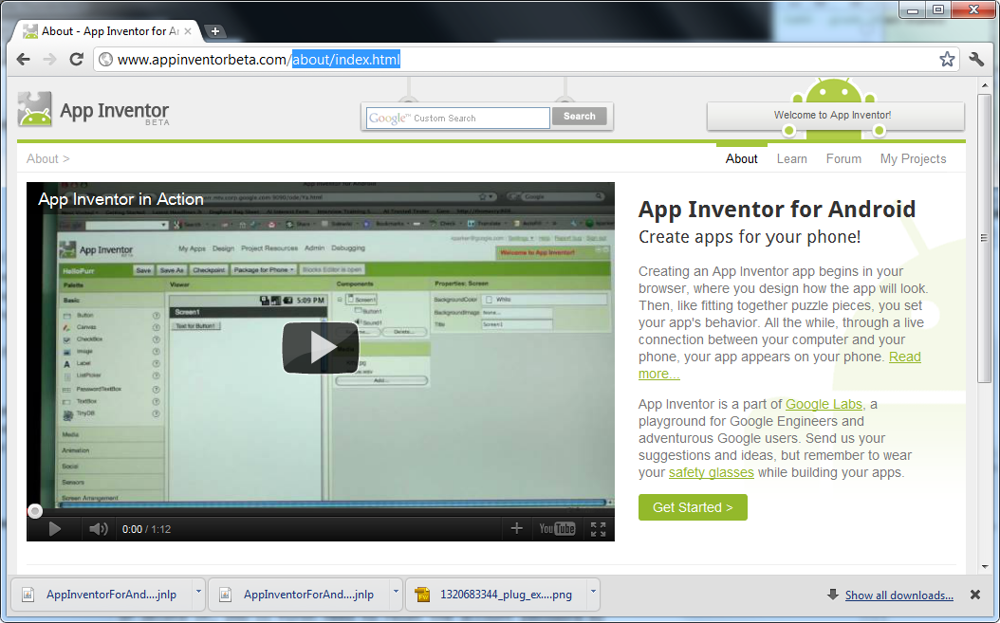 About - App Inventor for Ar
www.appinventorbeta.com/about/index.html
App Inventor
BETA
Google™ Custom Search
Search
Welcome to App Inventor!
About >
About Learn Forum My Projects
App Inventor in Action
App Inventor
BETA
My Apps Design Project Resources Admin Debugging
Welcome to App Inventor!
HelloPurr
Save Save As Checkpoint Package for Phone Blocks Editor is open
Palette
Viewer
Components
Properties: Screen
Basic
Button
Canvas
CheckBox
Image
Label
ListPicker
PasswordTextBox
TextBox
TinyDB
Media
Animation
Social
Sensors
Screen Arrangement
5:09 PM
Screen1
Text for Button1
Screen1
Button1
Sound1
Delete...
Add...
BackgroundColor White
BackgroundImage None...
Title Screen1
0:00 / 1:12
YouTube
App Inventor for Android
Create apps for your phone!
Creating an App Inventor app begins in your
browser, where you design how the app will look.
Then, like fitting together puzzle pieces, you set
your app's behavior. All the while, through a live
connection between your computer and your
phone, your app appears on your phone. Read
more...
App Inventor is a part of Google Labs, a
playground for Google Engineers and
adventurous Google users. Send us your
suggestions and ideas, but remember to wear
your safety glasses while building your apps.
Get Started >
AppInventorForAnd....jnlp
AppInventorForAnd....jnlp
1320683344_plug_ex....png
Show all downloads...